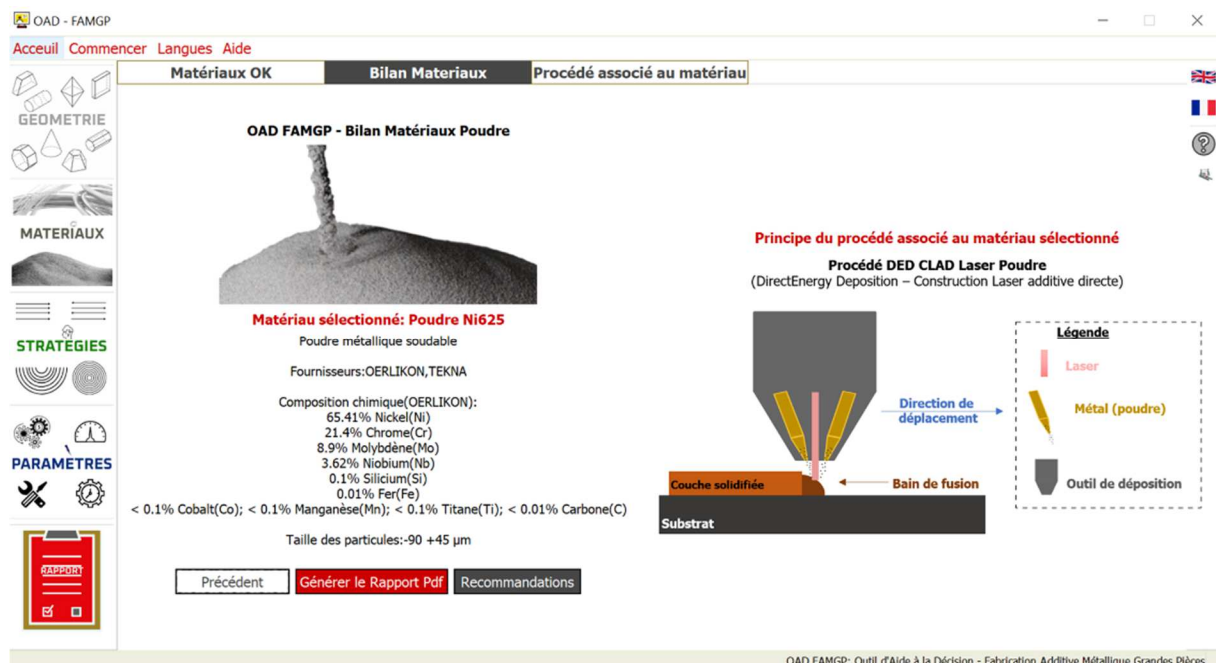 OAD - FAMGP
Acceuil Commencer Langues Aide
Matériaux OK
Bilan Materiaux
Procédé associé au matériau
GEOMETRIE
MATERIAUX
STRATEGIES
PARAMÈTRES
RAPPORT
OAD FAMGP - Bilan Matériaux Poudre
Matériau sélectionné: Poudre Ni625
Poudre métallique soudable
Fournisseurs:OERLIKON,TEKNA
Composition chimique(OERLIKON):
65.41% Nickel(Ni)
21.4% Chrome(Cr)
8.9% Molybdène(Mo)
3.62% Niobium(Nb)
0.1% Silicium(Si)
0.01% Fer(Fe)
< 0.1% Cobalt(Co); < 0.1% Manganèse(Mn); < 0.1% Titane(Ti); < 0.01% Carbone(C)
Taille des particules:-90 +45 µm
Précédent
Générer le Rapport Pdf
Recommandations
Principe du procédé associé au matériau sélectionné
Procédé DED CLAD Laser Poudre
(DirectEnergy Deposition – Construction Laser additive directe)
Direction de
déplacement
Couche solidifiée
Bain de fusion
Substrat
Légende
Laser
Métal (poudre)
Outil de déposition
OAD FAMGP: Outil d'Aide à la Décision - Fabrication Additive Métallique Grandes Pièces